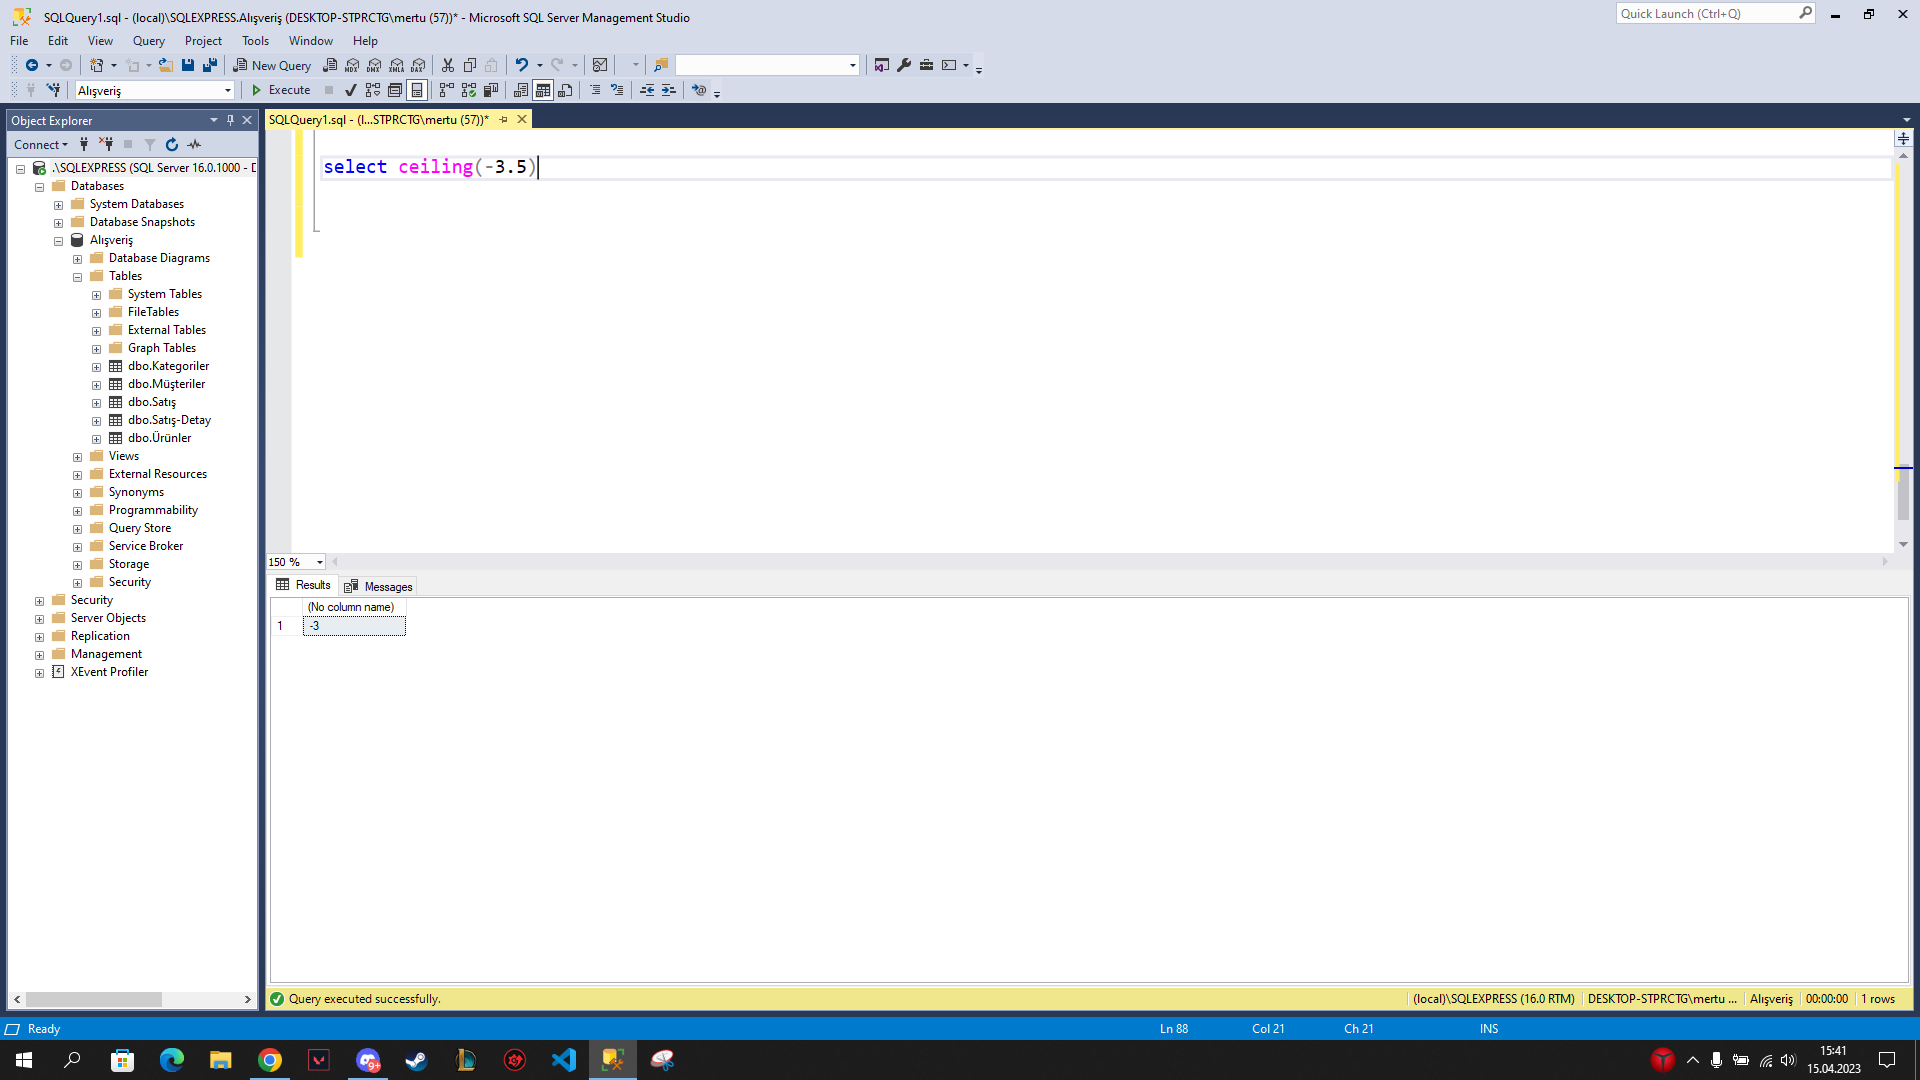 SQLQuery1.sql - (local)\SQLEXPRESS.Alışveriş (DESKTOP-STPRCTG\mertu (57))* - Microsoft SQL Server Management Studio
Quick Launch (Ctrl+Q)
File Edit View Query Project Tools Window Help
New Query
MDX DMX XMLA DAX
Alışveriş
Execute
Object Explorer
SQLQuery1.sql - (l...STPRCTG\mertu (57))*
Connect
.\SQLEXPRESS (SQL Server 16.0.1000 - D
Databases
System Databases
Database Snapshots
Alışveriş
Database Diagrams
Tables
System Tables
FileTables
External Tables
Graph Tables
dbo.Kategoriler
dbo.Müşteriler
dbo.Satış
dbo.Satış-Detay
dbo.Ürünler
Views
External Resources
Synonyms
Programmability
Query Store
Service Broker
Storage
Security
Security
Server Objects
Replication
Management
XEvent Profiler
select ceiling(-3.5)
150 %
Results Messages
(No column name)
1 -3
Query executed successfully.
(local)\SQLEXPRESS (16.0 RTM) DESKTOP-STPRCTG\mertu ... Alışveriş 00:00:00 1 rows
Ready
Ln 88 Col 21 Ch 21 INS
9+
15:41
15.04.2023